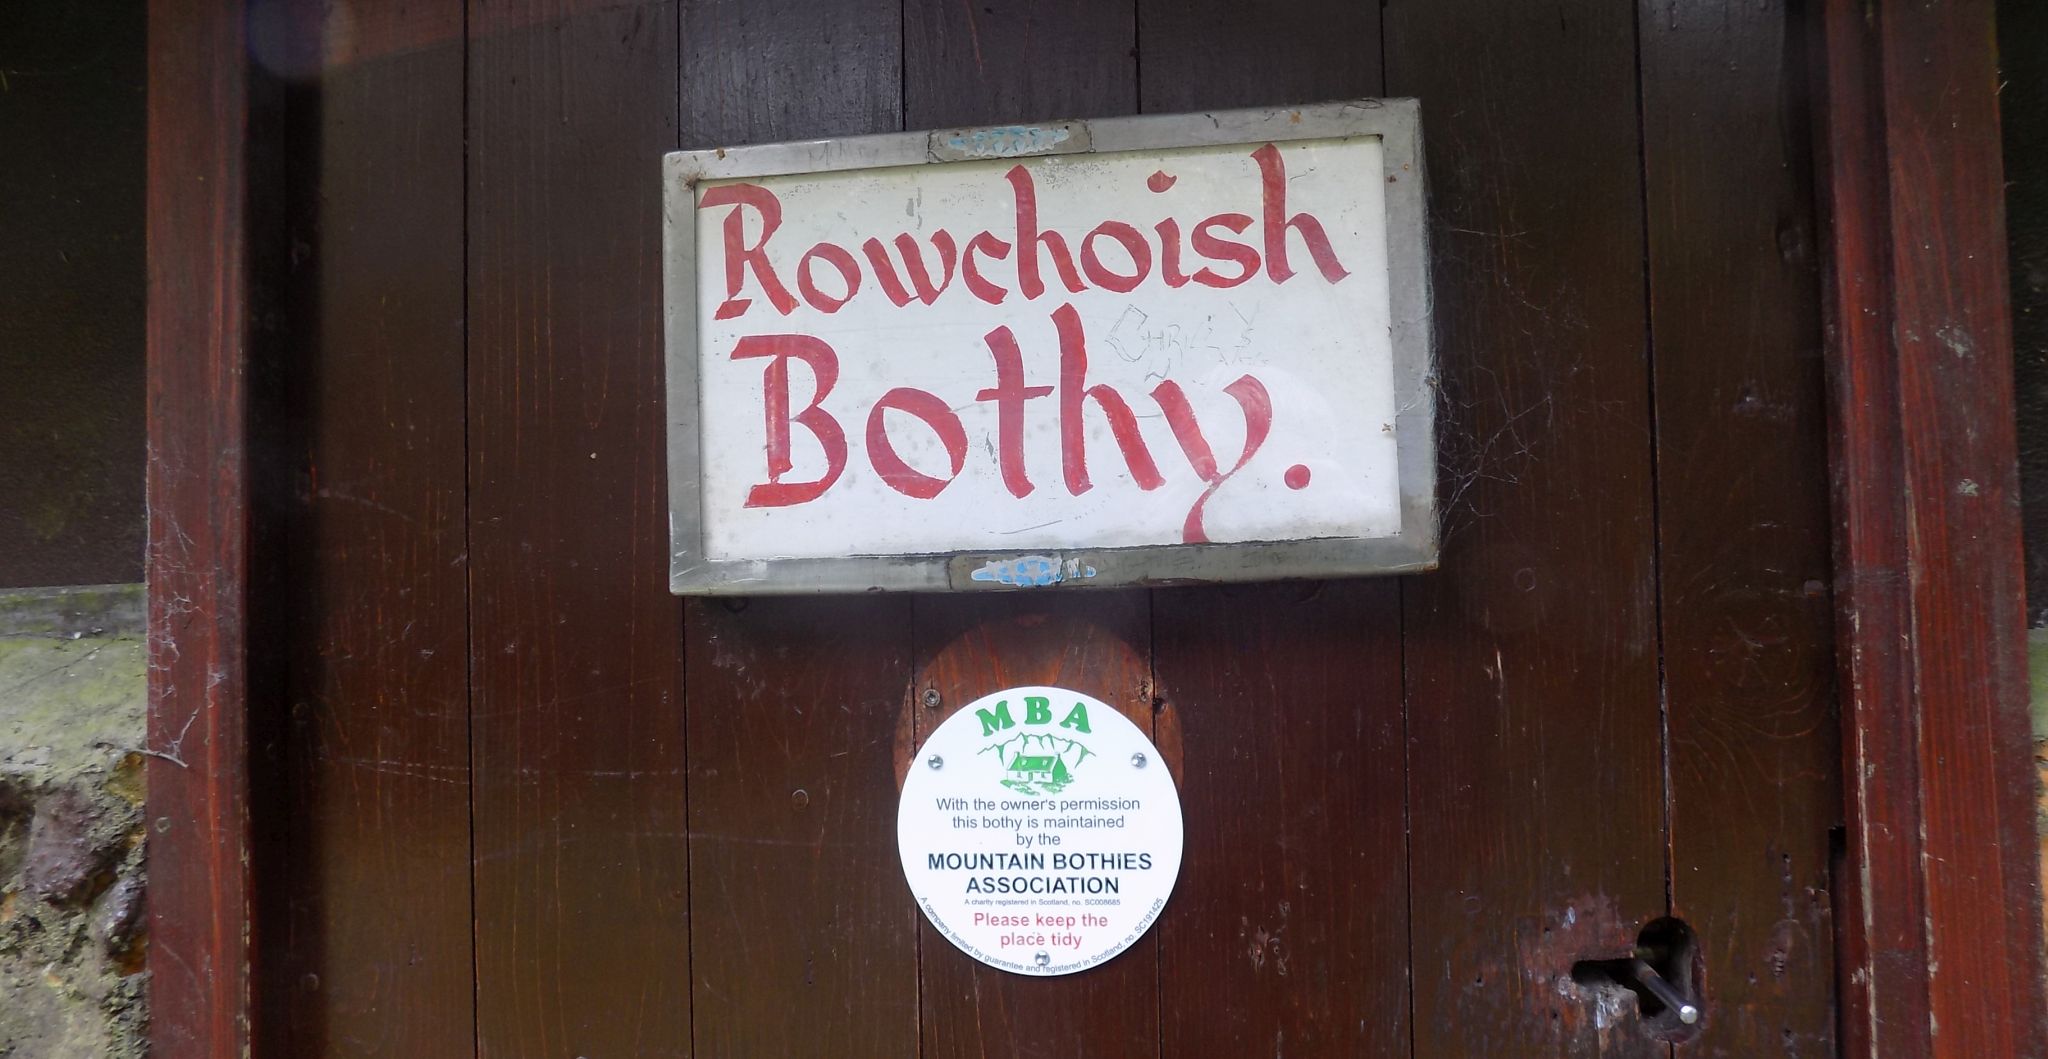 Rowchoish
Bothy.
MBA
With the owner's permission
this bothy is maintained
by the
MOUNTAIN BOTHIES
ASSOCIATION
A charity registered in Scotland, no. SC008685
Please keep the
place tidy
A company limited by guarantee and registered in Scotland, no. SC191425